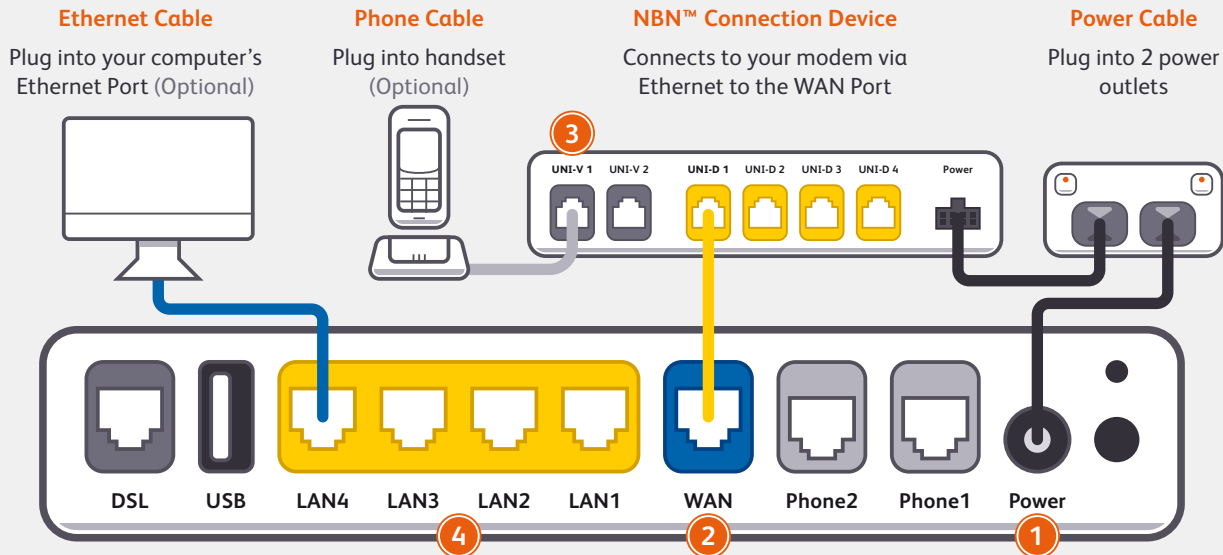 Ethernet Cable
Plug into your computer's
Ethernet Port (Optional)
Phone Cable
Plug into handset
(Optional)
NBN™ Connection Device
Connects to your modem via
Ethernet to the WAN Port
Power Cable
Plug into 2 power
outlets
3
UNI-V 1 UNI-V 2 UNI-D 1 UNI-D 2 UNI-D 3 UNI-D 4 Power
DSL USB LAN4 LAN3 LAN2 LAN1 WAN Phone2 Phone1 Power
4 2 1